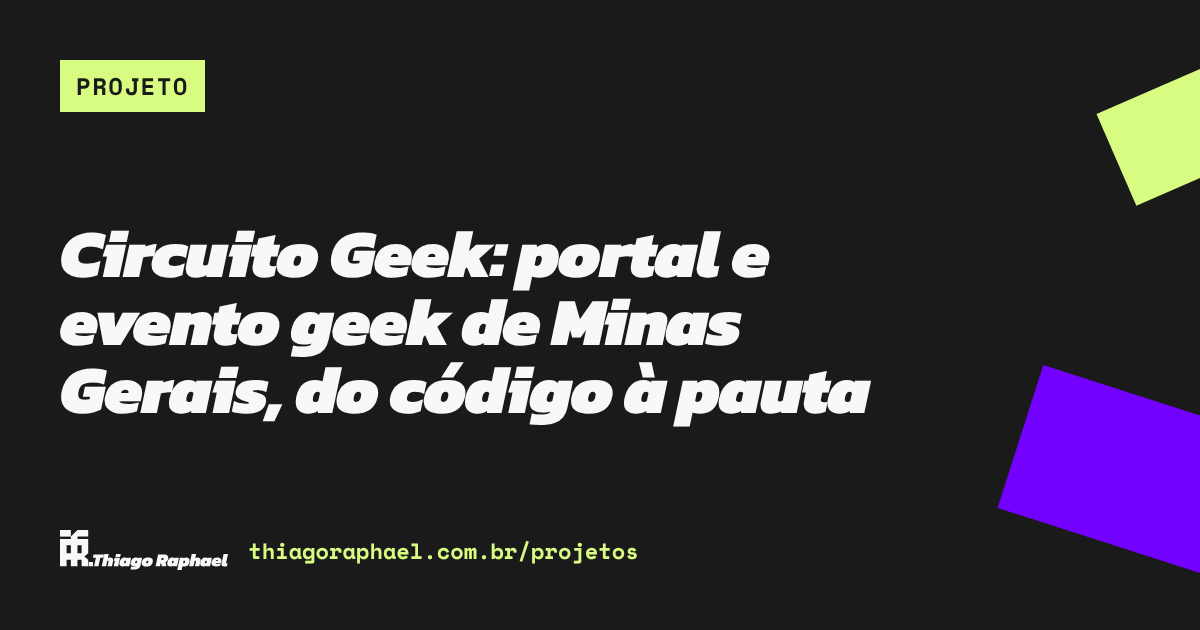 PROJETO
Circuito Geek: portal e
evento geek de Minas
Gerais, do código à pauta
Thiago Raphael
thiagoraphael.com.br/projetos